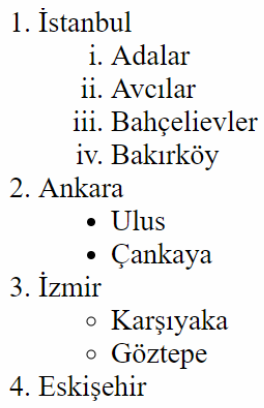 1. İstanbul
i. Adalar
ii. Avcılar
iii. Bahçelievler
iv. Bakırköy
2. Ankara
• Ulus
• Çankaya
3. İzmir
◦ Karşıyaka
◦ Göztepe
4. Eskişehir